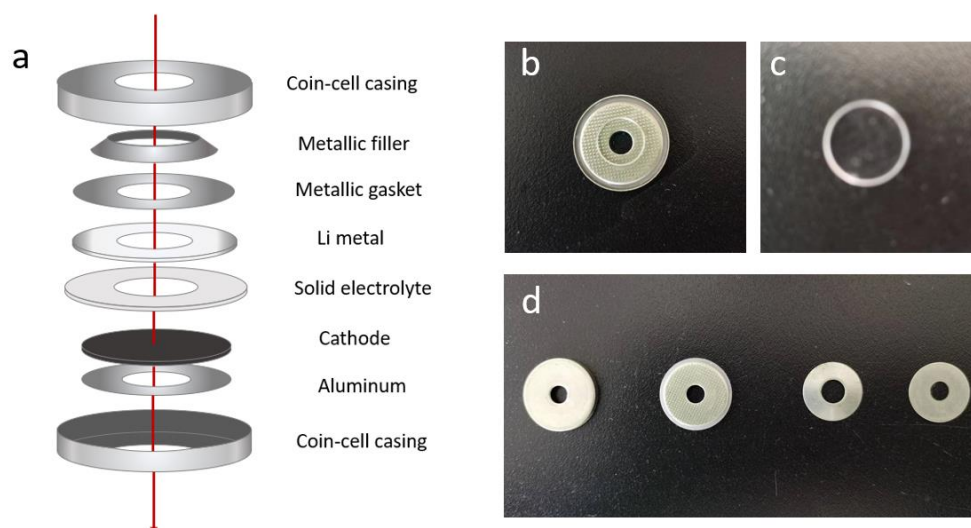 a
Coin-cell casing
Metallic filler
Metallic gasket
Li metal
Solid electrolyte
Cathode
Aluminum
Coin-cell casing
b
c
d